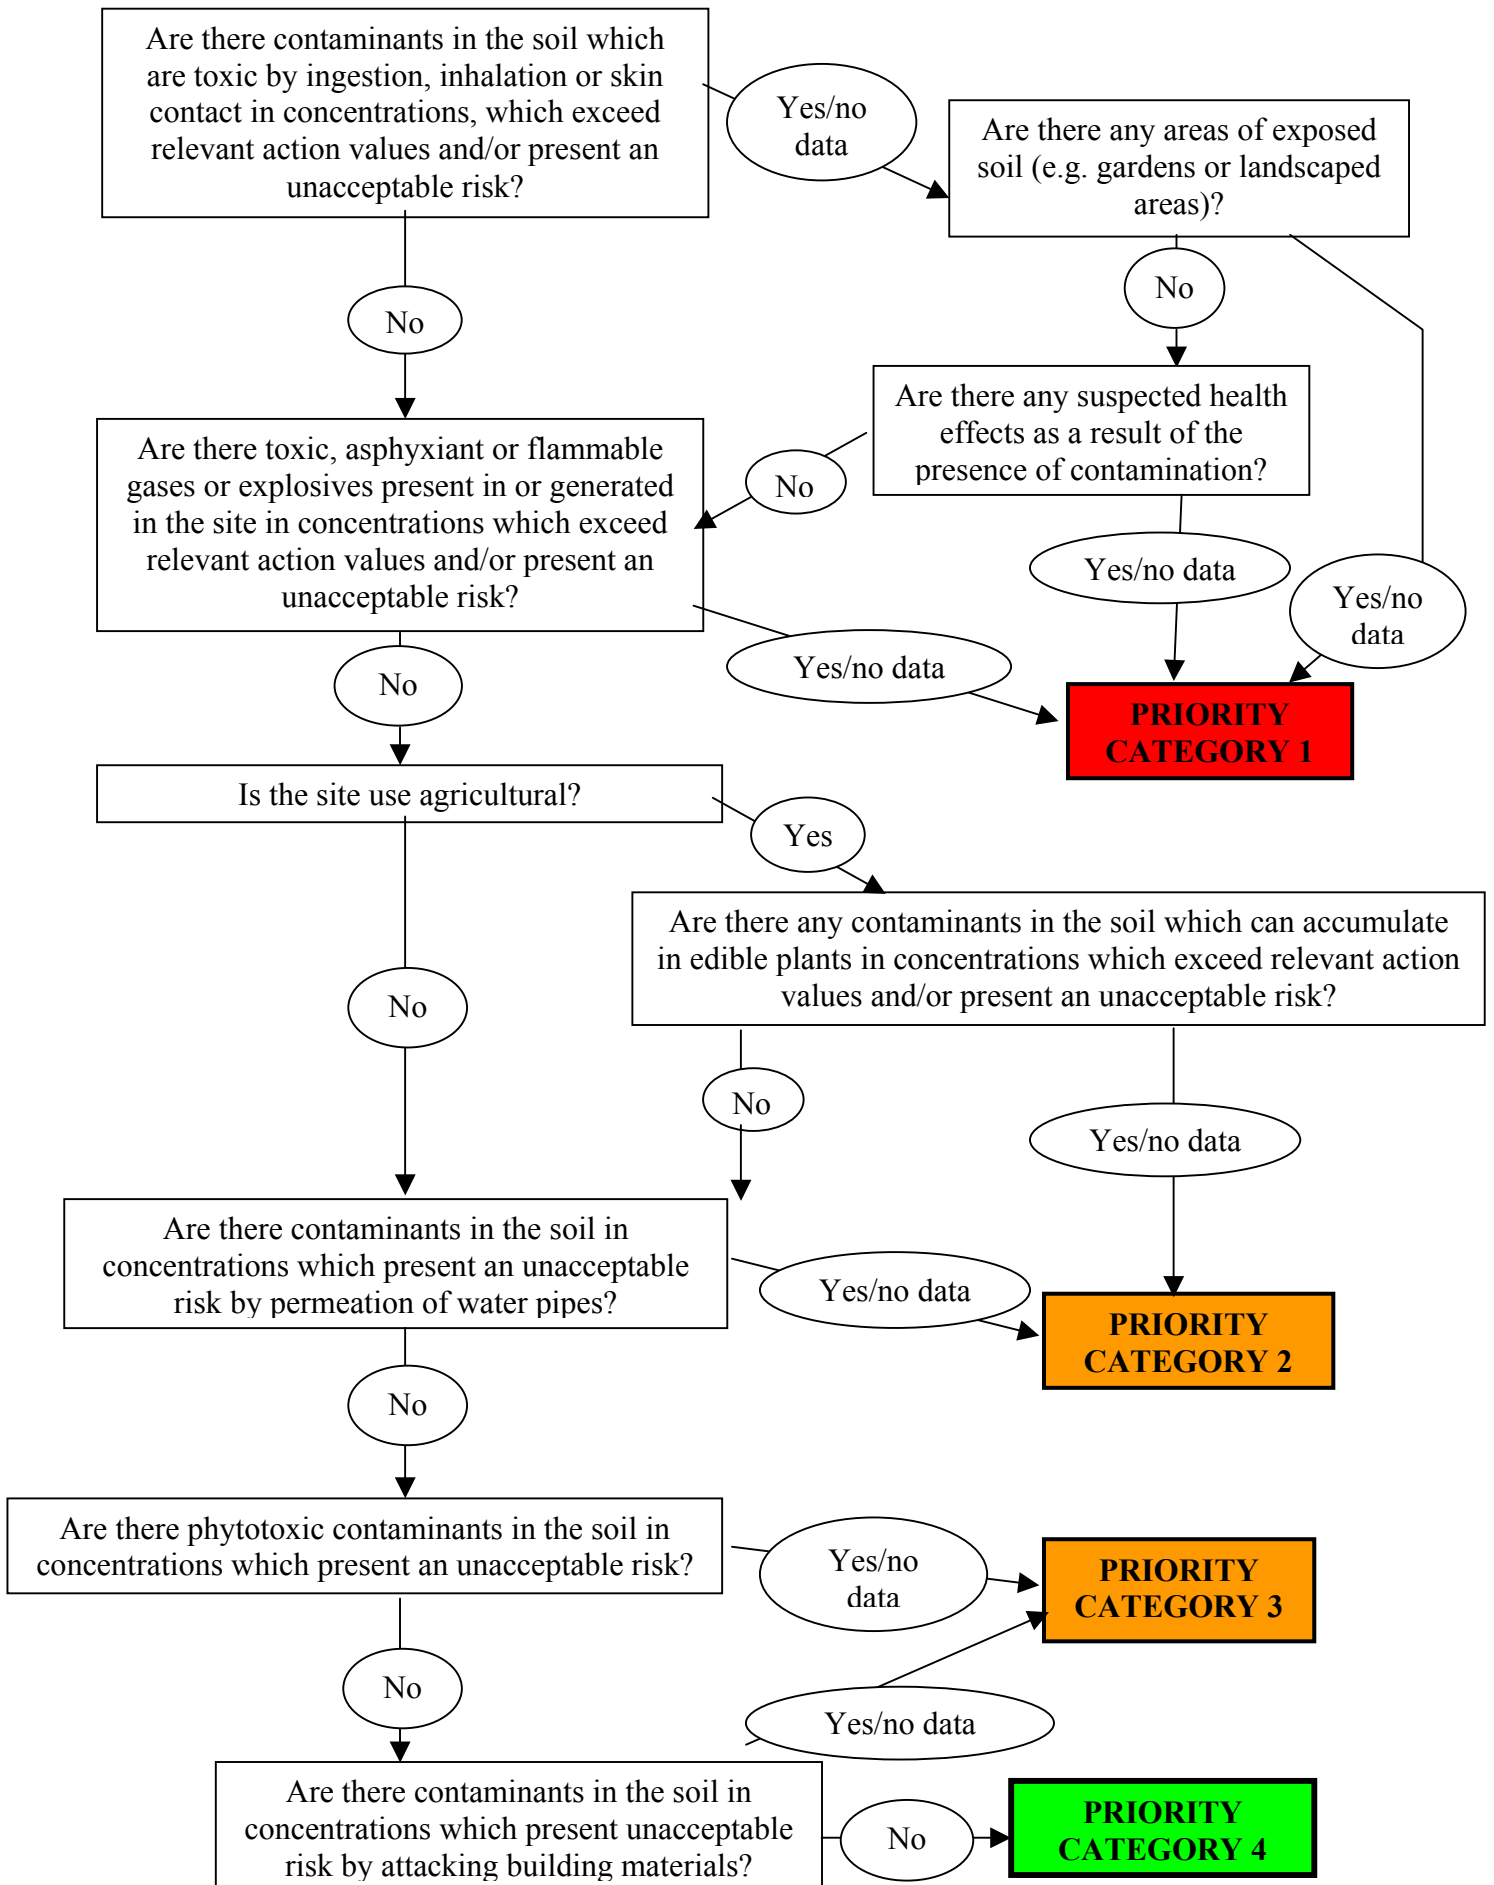 Are there contaminants in the soil which
are toxic by ingestion, inhalation or skin
contact in concentrations, which exceed
relevant action values and/or present an
unacceptable risk?
Yes/no
data
Are there any areas of exposed
soil (e.g. gardens or landscaped
areas)?
No
No
Are there any suspected health
effects as a result of the
presence of contamination?
No
Yes/no data
Yes/no
data
Are there toxic, asphyxiant or flammable
gases or explosives present in or generated
in the site in concentrations which exceed
relevant action values and/or present an
unacceptable risk?
Yes/no data
No
PRIORITY
CATEGORY 1
Is the site use agricultural?
Yes
Are there any contaminants in the soil which can accumulate
in edible plants in concentrations which exceed relevant action
values and/or present an unacceptable risk?
No
No
Yes/no data
Are there contaminants in the soil in
concentrations which present an unacceptable
risk by permeation of water pipes?
Yes/no data
PRIORITY
CATEGORY 2
No
Are there phytotoxic contaminants in the soil in
concentrations which present an unacceptable risk?
Yes/no
data
PRIORITY
CATEGORY 3
No
Yes/no data
Are there contaminants in the soil in
concentrations which present unacceptable
risk by attacking building materials?
No
PRIORITY
CATEGORY 4